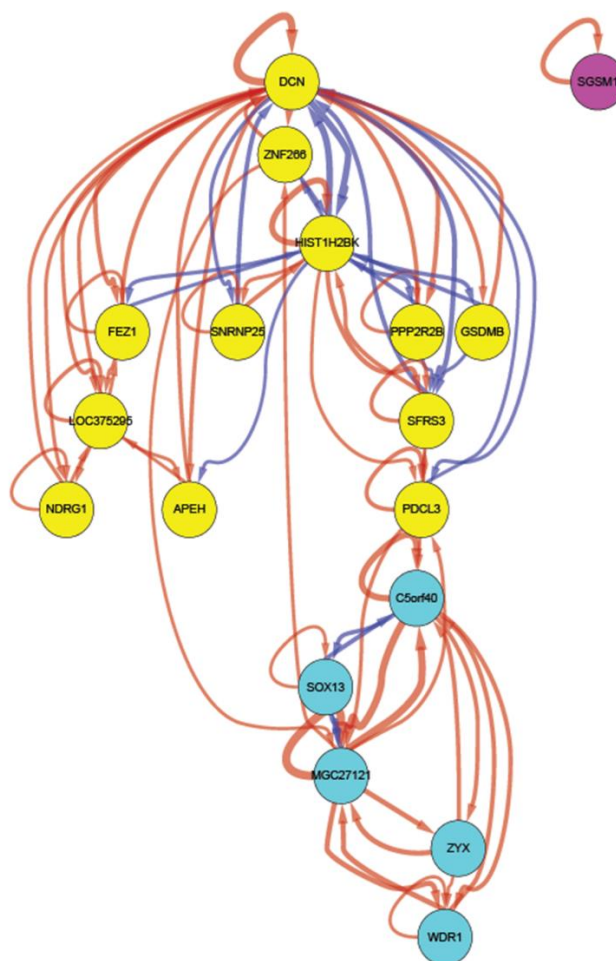 DCN
SGSM1
ZNF266
HIST1H2BK
FEZ1
SNRNP25
PPP2R2B
GSDMB
LOC375295
SFRS3
NDRG1
APEH
PDCL3
C5orf40
SOX13
MGC27121
ZYX
WDR1